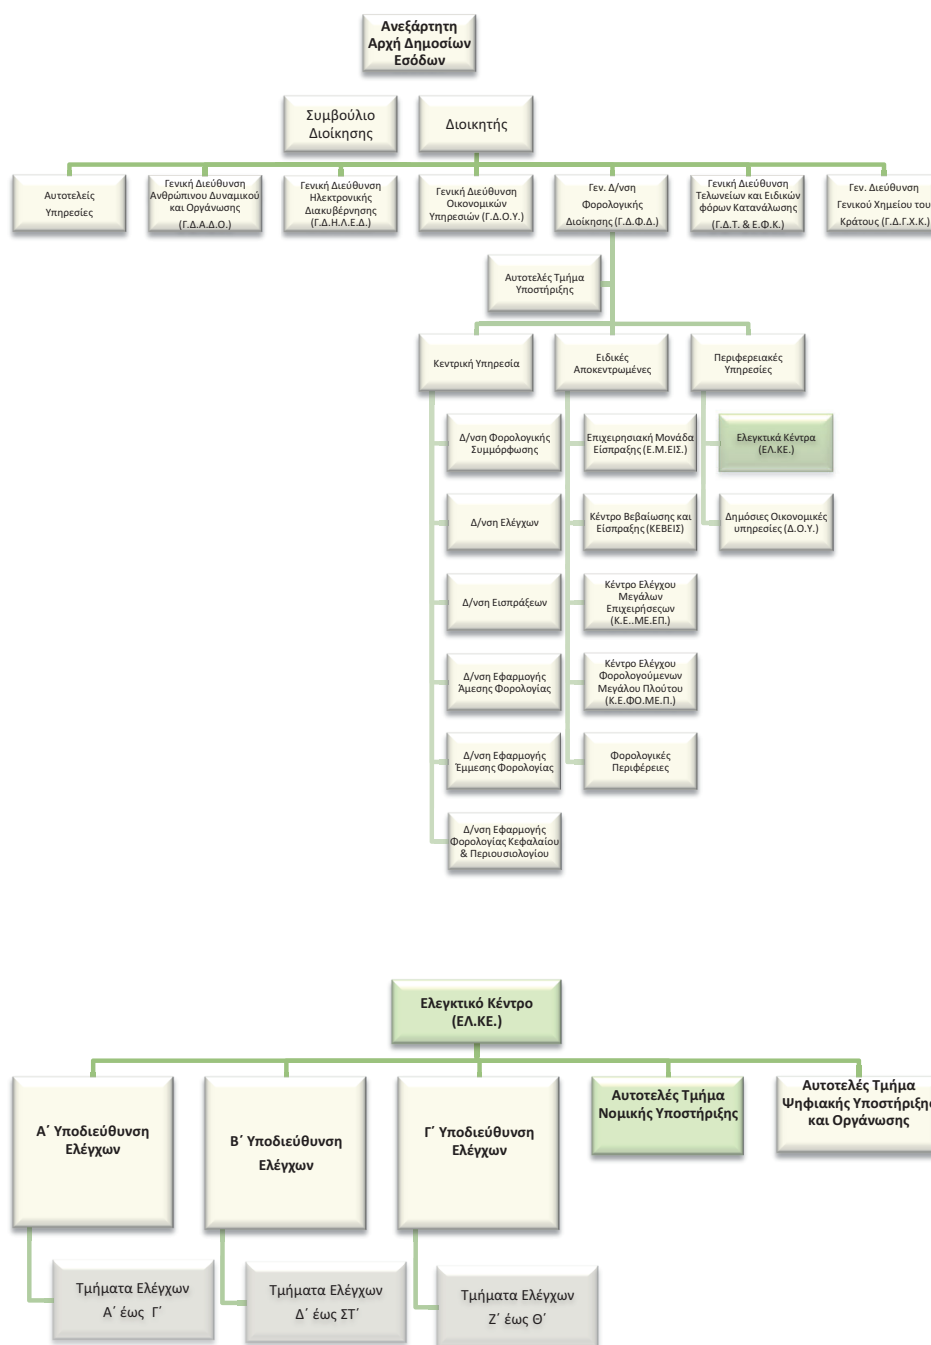 Ανεξάρτητη
Αρχή Δημοσίων
Εσόδων
Συμβούλιο
Διοίκησης
Διοικητής
Αυτοτελείς
Υπηρεσίες
Γενική Διεύθυνση
Ανθρώπινου Δυναμικού
και Οργάνωσης
(Γ.Δ.Α.Δ.Ο.)
Γενική Διεύθυνση
Ηλεκτρονικής
Διακυβέρνησης
(Γ.Δ.Η.Λ.Ε.Δ.)
Γενική Διεύθυνση
Οικονομικών
Υπηρεσιών (Γ.Δ.Ο.Υ.)
Γεν. Δ/νση
Φορολογικής
Διοίκησης (Γ.Δ.Φ.Δ.)
Γενική Διεύθυνση
Τελωνείων και Ειδικών
φόρων Κατανάλωσης
(Γ.Δ.Τ. & Ε.Φ.Κ.)
Γεν. Διεύθυνση
Γενικού Χημείου του
Κράτους (Γ.Δ.Γ.Χ.Κ.)
Αυτοτελές Τμήμα
Υποστήριξης
Κεντρική Υπηρεσία
Ειδικές
Αποκεντρωμένες
Περιφερειακές
Υπηρεσίες
Δ/νση Φορολογικής
Συμμόρφωσης
Δ/νση Ελέγχων
Δ/νση Εισπράξεων
Δ/νση Εφαρμογής
Άμεσης Φορολογίας
Δ/νση Εφαρμογής
Έμμεσης Φορολογίας
Δ/νση Εφαρμογής
Φορολογίας Κεφαλαίου
& Περιουσιολογίου
Επιχειρησιακή Μονάδα
Είσπραξης (Ε.Μ.ΕΙΣ.)
Κέντρο Βεβαίωσης και
Είσπραξης (ΚΕΒΕΙΣ)
Κέντρο Ελέγχου
Μεγάλων
Επιχειρήσεςων
(Κ.Ε..ΜΕ.ΕΠ.)
Κέντρο Ελέγχου
Φορολογούμενων
Μεγάλου Πλούτου
(Κ.Ε.ΦΟ.ΜΕ.Π.)
Φορολογικές
Περιφέρειες
Ελεγκτικά Κέντρα
(ΕΛ.ΚΕ.)
Δημόσιες Οικονομικές
υπηρεσίες (Δ.Ο.Υ.)
Ελεγκτικό Κέντρο
(ΕΛ.ΚΕ.)
Α΄ Υποδιεύθυνση
Ελέγχων
Β΄ Υποδιεύθυνση
Ελέγχων
Γ΄ Υποδιεύθυνση
Ελέγχων
Αυτοτελές Τμήμα
Νομικής Υποστήριξης
Αυτοτελές Τμήμα
Ψηφιακής Υποστήριξης
και Οργάνωσης
Τμήματα Ελέγχων
Α΄ έως Γ΄
Τμήματα Ελέγχων
Δ΄ έως ΣΤ΄
Τμήματα Ελέγχων
Ζ΄ έως Θ΄